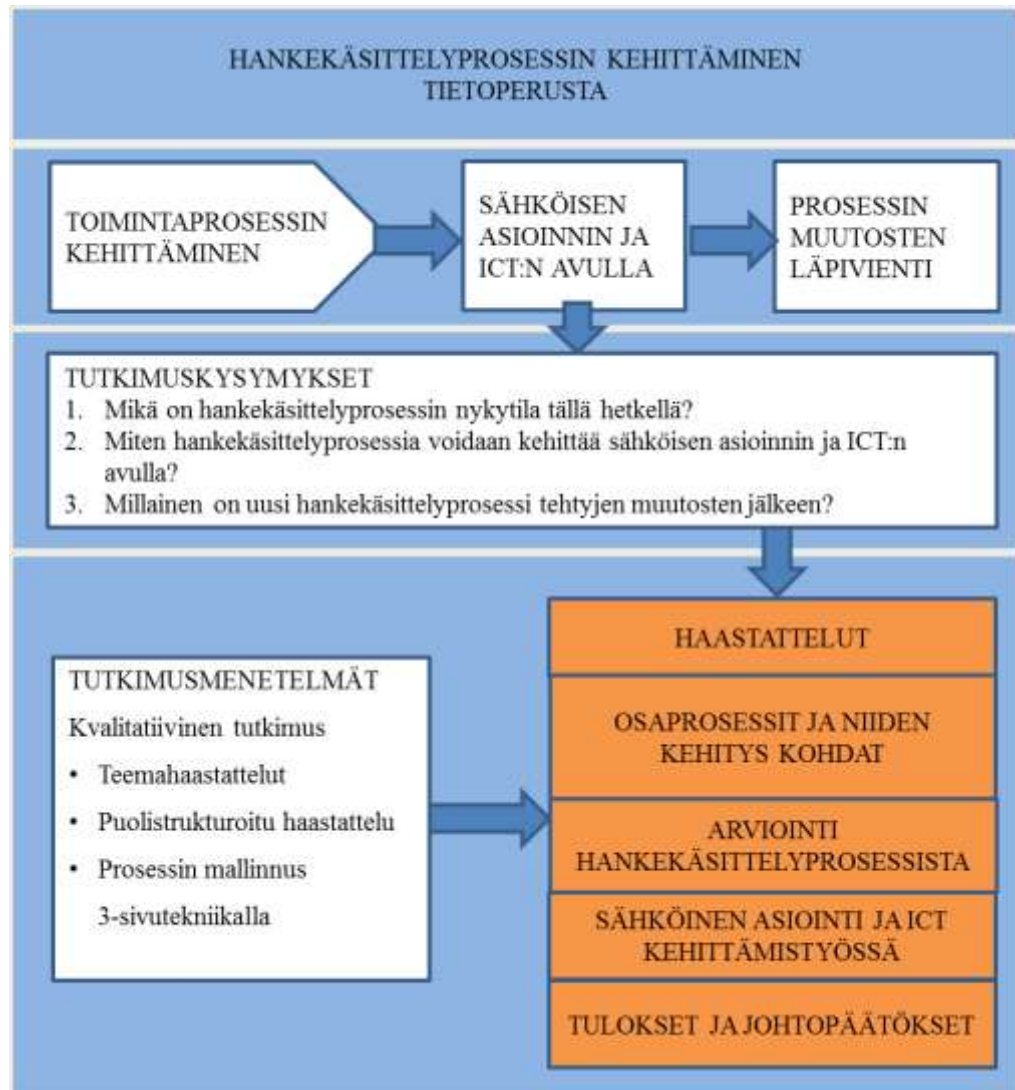 HANKEKÄSITTELYPROSESSIN KEHITTÄMINEN
TIETOPERUSTA
TOIMINTAPROSESSIN
KEHITTÄMINEN
SÄHKÖISEN
ASIOINNIN JA
ICT:N AVULLA
PROSESSIN
MUUTOSTEN
LÄPIVIENTI
TUTKIMUSKYSYMYKSET
1. Mikä on hankekäsittelyprosessin nykytila tällä hetkellä?
2. Miten hankekäsittelyprosessia voidaan kehittää sähköisen asioinnin ja ICT:n
avulla?
3. Millainen on uusi hankekäsittelyprosessi tehtyjen muutosten jälkeen?
TUTKIMUSMENETELMÄT
Kvalitatiivinen tutkimus
• Teemahaastattelut
• Puolistrukturoitu haastattelu
• Prosessin mallinnus
3-sivutekniikalla
HAASTATTELUT
OSAPROSESSIT JA NIIDEN
KEHITYS KOHDAT
ARVIOINTI
HANKEKÄSITTELYPROSESSISTA
SÄHKÖINEN ASIOINTI JA ICT
KEHITTÄMISTYÖSSÄ
TULOKSET JA JOHTOPÄÄTÖKSET